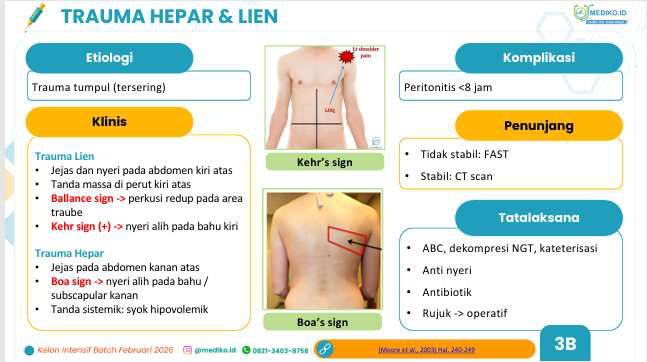 TRAUMA HEPAR & LIEN
MEDIKO.ID
Etiologi
Trauma tumpul (tersering)
Klinis
Trauma Lien
• Jejas dan nyeri pada abdomen kiri atas
• Tanda massa di perut kiri atas
• Ballance sign -> perkusi redup pada area
traube
• Kehr sign (+) -> nyeri alih pada bahu kiri
Trauma Hepar
• Jejas pada abdomen kanan atas
• Boa sign -> nyeri alih pada bahu /
subscapular kanan
• Tanda sistemik: syok hipovolemik
Lt shoulder
pain
LUQ
Kehr's sign
Boa's sign
Komplikasi
Peritonitis <8 jam
Penunjang
• Tidak stabil: FAST
• Stabil: CT scan
Tatalaksana
• ABC, dekompresi NGT, kateterisasi
• Anti nyeri
• Antibiotik
• Rujuk -> operatif
Kelon Intensif Batch Februari 2026
@mediko.id
0821-3403-8758
(Moore et al., 2003) Hal. 240-249
3B